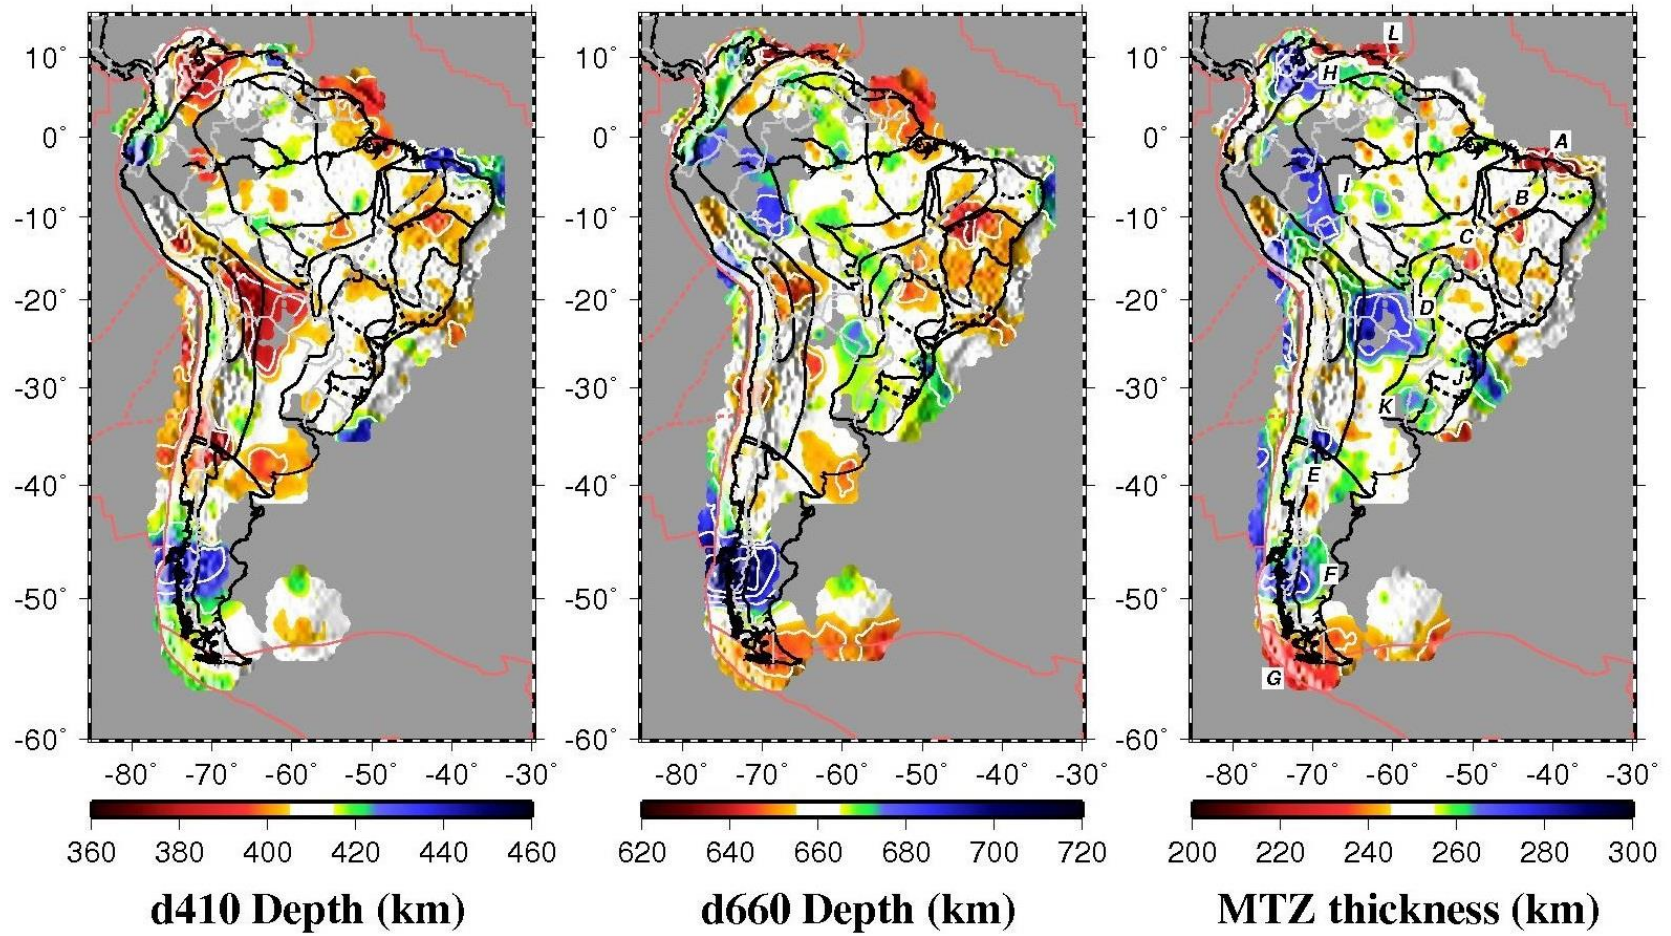 10° 10° 10°
0° 0° 0°
-10° -10° -10°
-20° -20° -20°
-30° -30° -30°
-40° -40° -40°
-50° -50° -50°
-60° -60° -60°
L
H
A
I
B
C
D
J
K
E
F
G
-80° -70° -60° -50° -40° -30° -80° -70° -60° -50° -40° -30° -80° -70° -60° -50° -40° -30°
360 380 400 420 440 460 620 640 660 680 700 720 200 220 240 260 280 300
d410 Depth (km) d660 Depth (km) MTZ thickness (km)